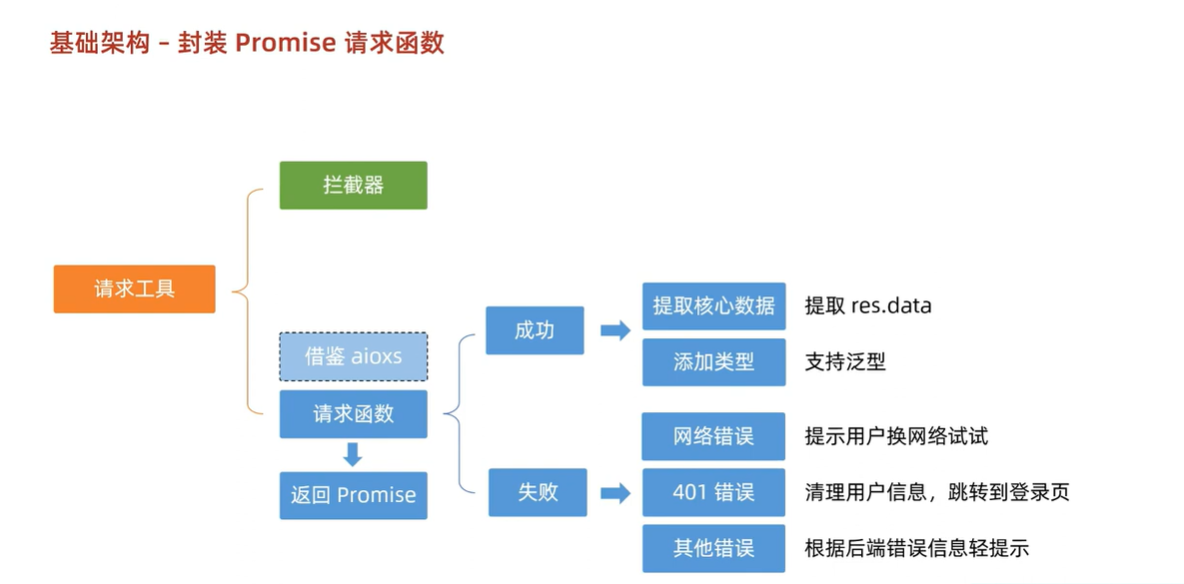 基础架构 – 封装 Promise 请求函数
拦截器
请求工具
借鉴 aioxs
请求函数
返回 Promise
成功
提取核心数据 提取 res.data
添加类型 支持泛型
失败
网络错误 提示用户换网络试试
401 错误 清理用户信息，跳转到登录页
其他错误 根据后端错误信息轻提示